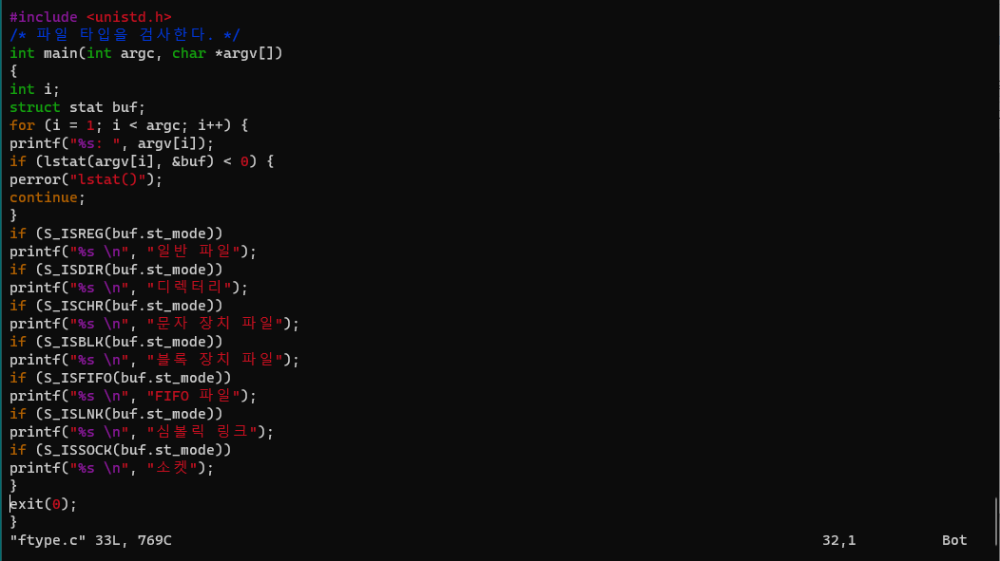 #include <unistd.h>
/* 파일 타입을 검사한다. */
int main(int argc, char *argv[])
{
int i;
struct stat buf;
for (i = 1; i < argc; i++) {
printf("%s: ", argv[i]);
if (lstat(argv[i], &buf) < 0) {
perror("lstat()");
continue;
}
if (S_ISREG(buf.st_mode))
printf("%s \n", "일반 파일");
if (S_ISDIR(buf.st_mode))
printf("%s \n", "디렉터리");
if (S_ISCHR(buf.st_mode))
printf("%s \n", "문자 장치 파일");
if (S_ISBLK(buf.st_mode))
printf("%s \n", "블록 장치 파일");
if (S_ISFIFO(buf.st_mode))
printf("%s \n", "FIFO 파일");
if (S_ISLNK(buf.st_mode))
printf("%s \n", "심볼릭 링크");
if (S_ISSOCK(buf.st_mode))
printf("%s \n", "소켓");
}
exit(0);
}
"ftype.c" 33L, 769C 32,1 Bot